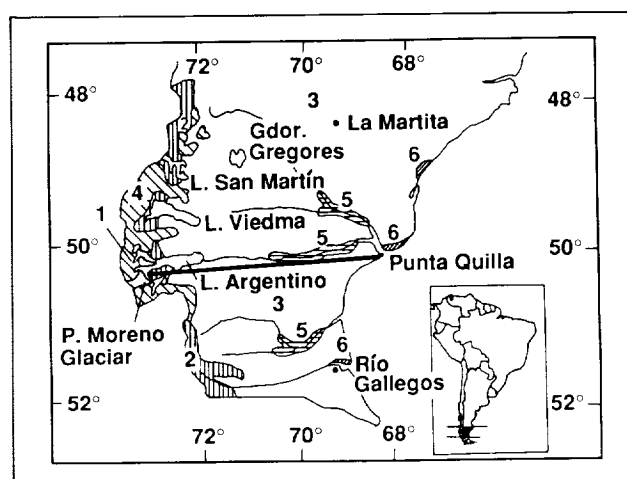 72° 70° 68°
48° 48°
3
2
La Martita
Gdor.
Gregores
6
L. San Martín
4
5
L. Viedma
1
5
6
50° 50°
L. Argentino
Punta Quilla
3
P. Moreno
Glaciar
5
2
6
Río
Gallegos
52° 52°
72° 70° 68°